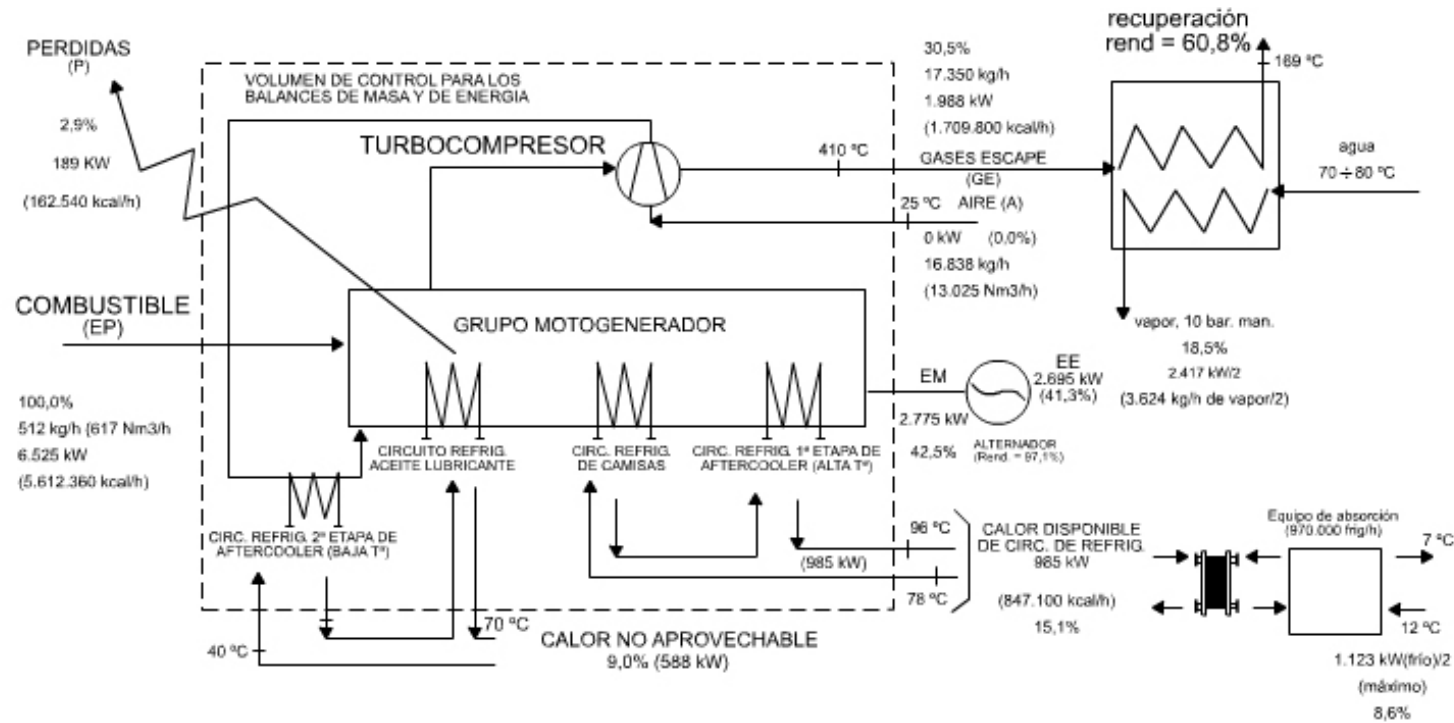 PERDIDAS
(P)
2,9%
189 KW
(162.540 kcal/h)
VOLUMEN DE CONTROL PARA LOS
BALANCES DE MASA Y DE ENERGIA
TURBOCOMPRESOR
410 ºC
30,5%
17.350 kg/h
1.988 kW
(1.709.800 kcal/h)
GASES ESCAPE
(GE)
25 ºC
AIRE (A)
0 kW (0.0%)
16.838 kg/h
(13.025 Nm3/h)
recuperación
rend = 60,8%
169 ºC
agua
70 ÷ 80 ºC
vapor, 10 bar. man.
18,5%
2.417 kW/2
(3.624 kg/h de vapor/2)
COMBUSTIBLE
(EP)
100,0%
512 kg/h (617 Nm3/h
6.525 kW
(5.612.360 kcal/h)
GRUPO MOTOGENERADOR
CIRCUITO REFRIG.
ACEITE LUBRICANTE
CIRC. REFRIG.
DE CAMISAS
CIRC. REFRIG. 1ª ETAPA DE
AFTERCOOLER (ALTA Tª)
EM
2.775 kW
42,5%
EE
2.695 kW
(41,3%)
ALTERNADOR
(Rend. = 97,1%)
CIRC. REFRIG. 2ª ETAPA DE
AFTERCOOLER (BAJA Tª)
40 ºC
70 ºC
CALOR NO APROVECHABLE
9,0% (588 kW)
(985 kW)
96 ºC
78 ºC
CALOR DISPONIBLE
DE CIRC. DE REFRIG.
985 kW
(847.100 kcal/h)
15,1%
Equipo de absorción
(970.000 frig/h)
7 ºC
12 ºC
1.123 kW(frío)/2
(máximo)
8,6%